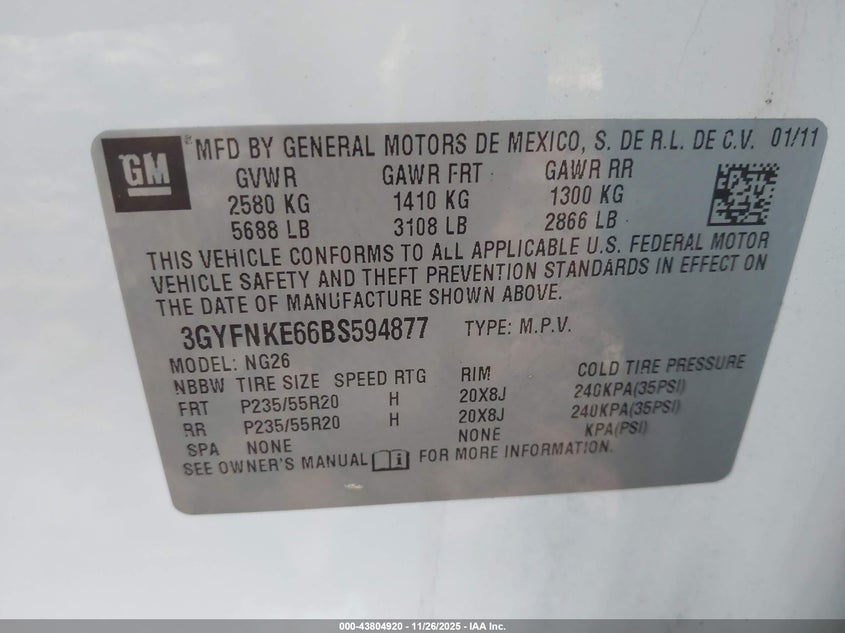 GM
MFD BY GENERAL MOTORS DE MEXICO, S. DE R.L. DE C.V. 01/11
GVWR GAWR FRT GAWR RR
2580 KG 1410 KG 1300 KG
5688 LB 3108 LB 2866 LB
THIS VEHICLE CONFORMS TO ALL APPLICABLE U.S. FEDERAL MOTOR
VEHICLE SAFETY AND THEFT PREVENTION STANDARDS IN EFFECT ON
THE DATE OF MANUFACTURE SHOWN ABOVE.
3GYFNKE66BS594877 TYPE: M.P.V.
MODEL: NG26
NBBW TIRE SIZE SPEED RTG RIM COLD TIRE PRESSURE
FRT P235/55R20 H 20X8J 240KPA(35PSI)
RR P235/55R20 H 20X8J 240KPA(35PSI)
SPA NONE NONE KPA(PSI)
SEE OWNER'S MANUAL FOR MORE INFORMATION.
000-43804920 - 11/26/2025 - IAA Inc.